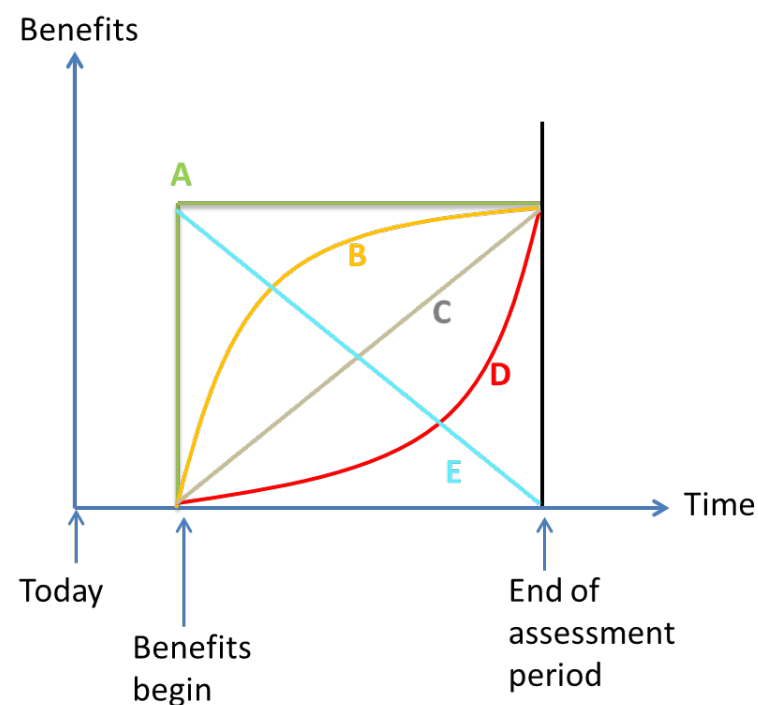 Benefits
A
B
C
D
E
Time
Today
Benefits
begin
End of
assessment
period